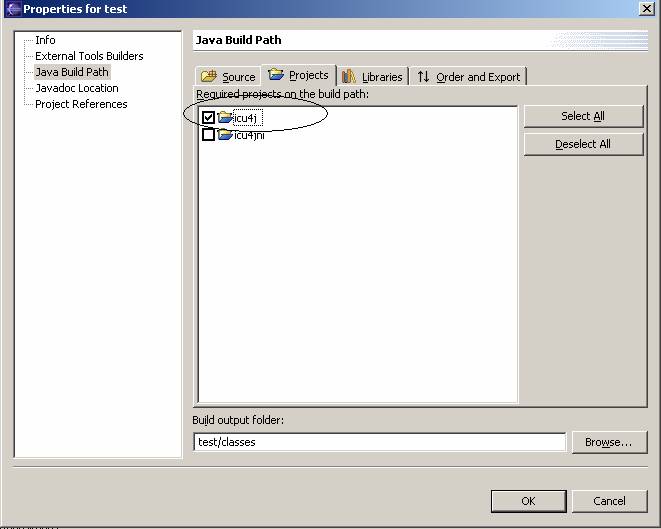 Properties for test
Info
External Tools Builders
Java Build Path
Javadoc Location
Project References
Java Build Path
Source Projects Libraries Order and Export
Required projects on the build path:
icu4j
icu4jni
Select All
Deselect All
Build output folder:
test/classes
Browse...
OK Cancel